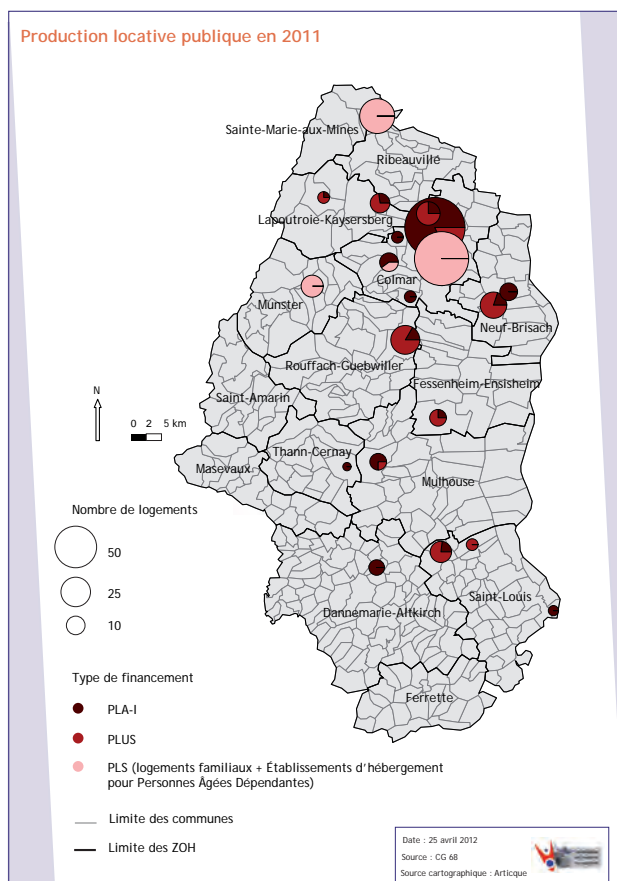 Production locative publique en 2011
Sainte-Marie-aux-Mines
Ribeauvillé
Lapoutroie-Kaysersberg
Colmar
Munster
Neuf-Brisach
Rouffach-Guebwiller
Fessenheim-Ensisheim
Saint-Amarin
N
0 2 5 km
Thann-Cernay
Masevaux
Mulhouse
Nombre de logements
50
25
10
Saint-Louis
Dannemarie-Altkirch
Ferrette
Type de financement
PLA-I
PLUS
PLS (logements familiaux + Établissements d'hébergement
pour Personnes Âgées Dépendantes)
Limite des communes
Limite des ZOH
Date : 25 avril 2012
Source : CG 68
Source cartographique : Articque